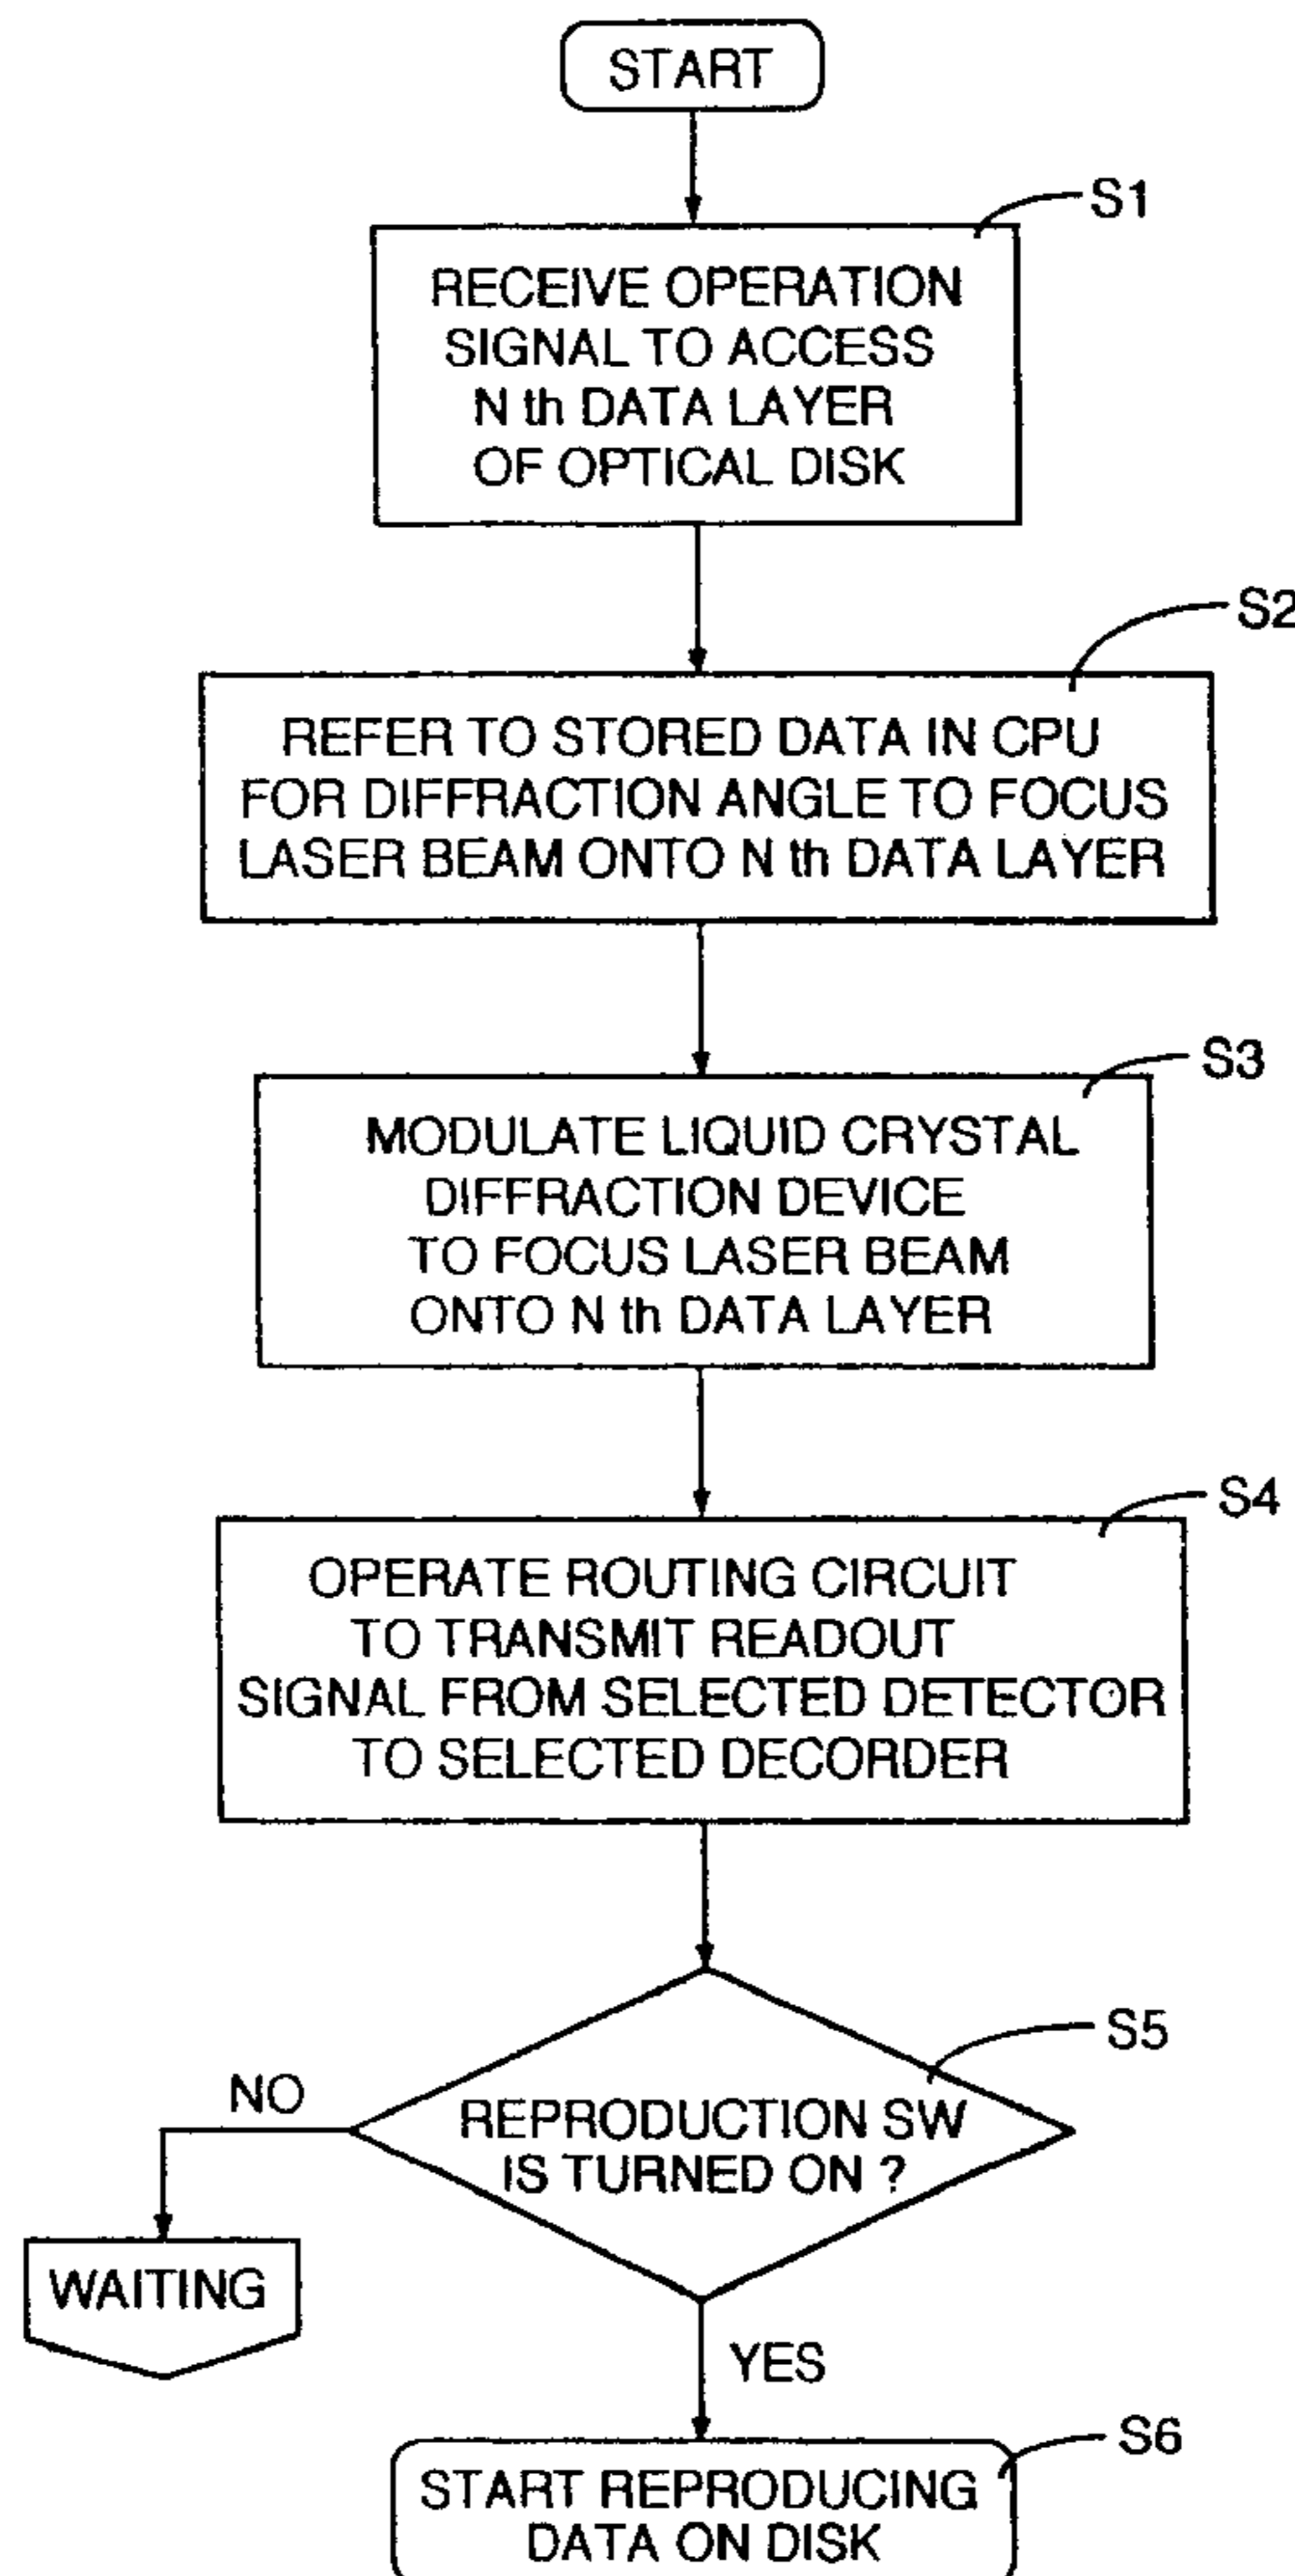 START
S1
RECEIVE OPERATION
SIGNAL TO ACCESS
N th DATA LAYER
OF OPTICAL DISK
S2
REFER TO STORED DATA IN CPU
FOR DIFFRACTION ANGLE TO FOCUS
LASER BEAM ONTO N th DATA LAYER
S3
MODULATE LIQUID CRYSTAL
DIFFRACTION DEVICE
TO FOCUS LASER BEAM
ONTO N th DATA LAYER
S4
OPERATE ROUTING CIRCUIT
TO TRANSMIT READOUT
SIGNAL FROM SELECTED DETECTOR
TO SELECTED DECORDER
S5
REPRODUCTION SW
IS TURNED ON ?
NO
WAITING
YES
S6
START REPRODUCING
DATA ON DISK